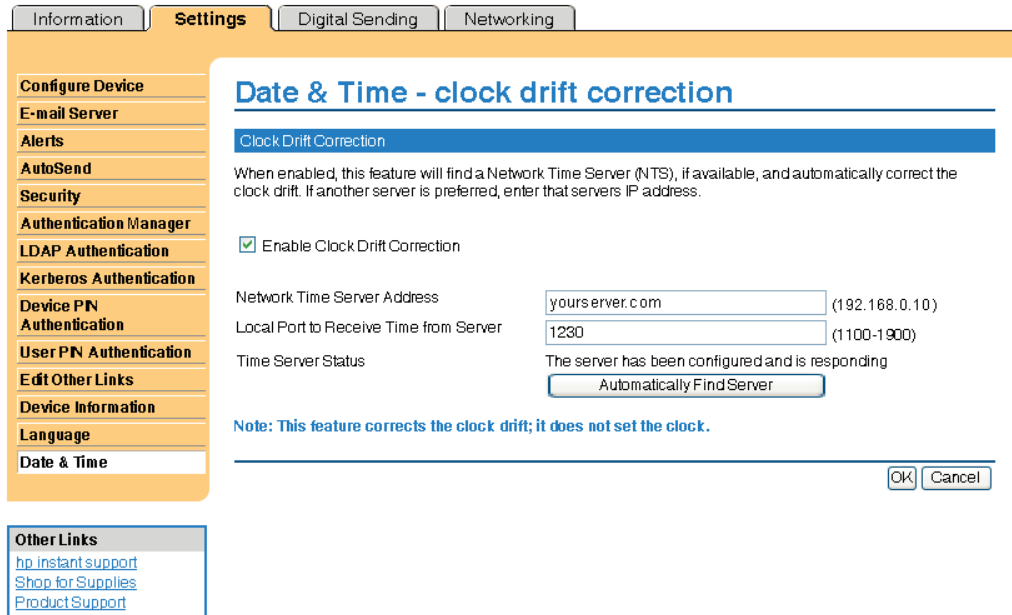 Information Settings Digital Sending Networking
Configure Device
E-mail Server
Alerts
AutoSend
Security
Authentication Manager
LDAP Authentication
Kerberos Authentication
Device PIN
Authentication
User PIN Authentication
Edit Other Links
Device Information
Language
Date & Time
Other Links
hp instant support
Shop for Supplies
Product Support
Date & Time - clock drift correction
Clock Drift Correction
When enabled, this feature will find a Network Time Server (NTS), if available, and automatically correct the
clock drift. If another server is preferred, enter that servers IP address.
Enable Clock Drift Correction
Network Time Server Address yourserver.com (192.168.0.10)
Local Port to Receive Time from Server 1230 (1100-1900)
Time Server Status The server has been configured and is responding
Automatically Find Server
Note: This feature corrects the clock drift; it does not set the clock.
OK Cancel